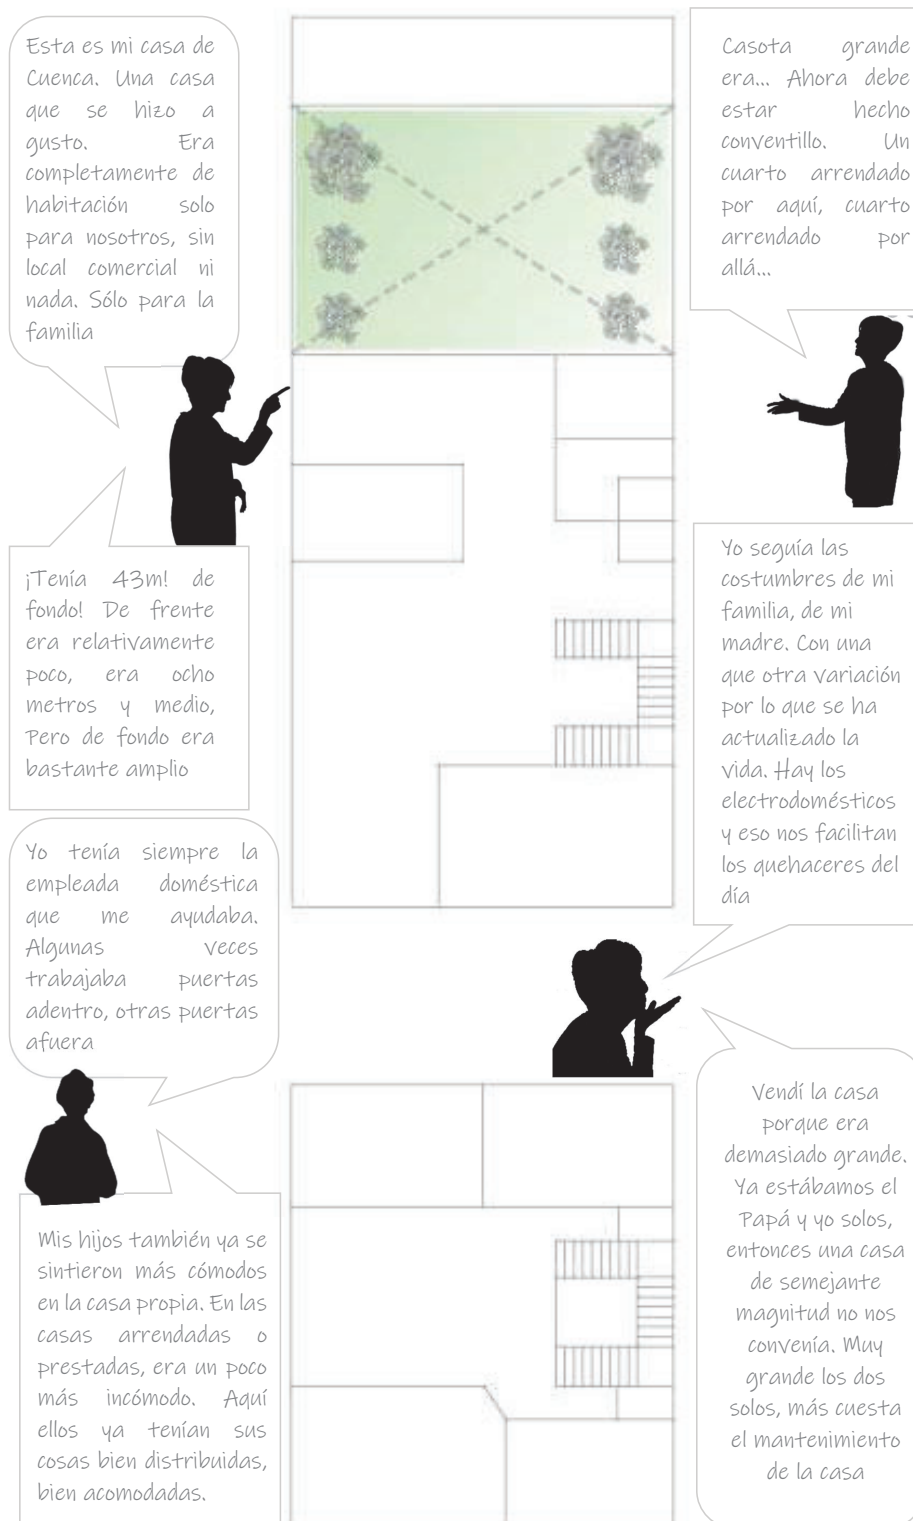 Esta es mi casa de
Cuenca. Una casa
que se hizo a
gusto. Era
completamente de
habitación solo
para nosotros, sin
local comercial ni
nada. Sólo para la
familia
Casota grande
era... Ahora debe
estar hecho
conventillo. Un
cuarto arrendado
por aquí, cuarto
arrendado por
allá...
¡Tenía 43m! de
fondo! De frente
era relativamente
poco, era ocho
metros y medio,
Pero de fondo era
bastante amplio
Yo seguía las
costumbres de mi
familia, de mi
madre. Con una
que otra variación
por lo que se ha
actualizado la
vida. Hay los
electrodomésticos
y eso nos facilitan
los quehaceres del
día
Yo tenía siempre la
empleada doméstica
que me ayudaba.
Algunas veces
trabajaba puertas
adentro, otras puertas
afuera
Vendí la casa
porque era
demasiado grande.
Ya estábamos el
Papá y yo solos,
entonces una casa
de semejante
magnitud no nos
convenía. Muy
grande los dos
solos, más cuesta
el mantenimiento
de la casa
Mis hijos también ya se
sintieron más cómodos
en la casa propia. En las
casas arrendadas o
prestadas, era un poco
más incómodo. Aquí
ellos ya tenían sus
cosas bien distribuidas,
bien acomodadas.